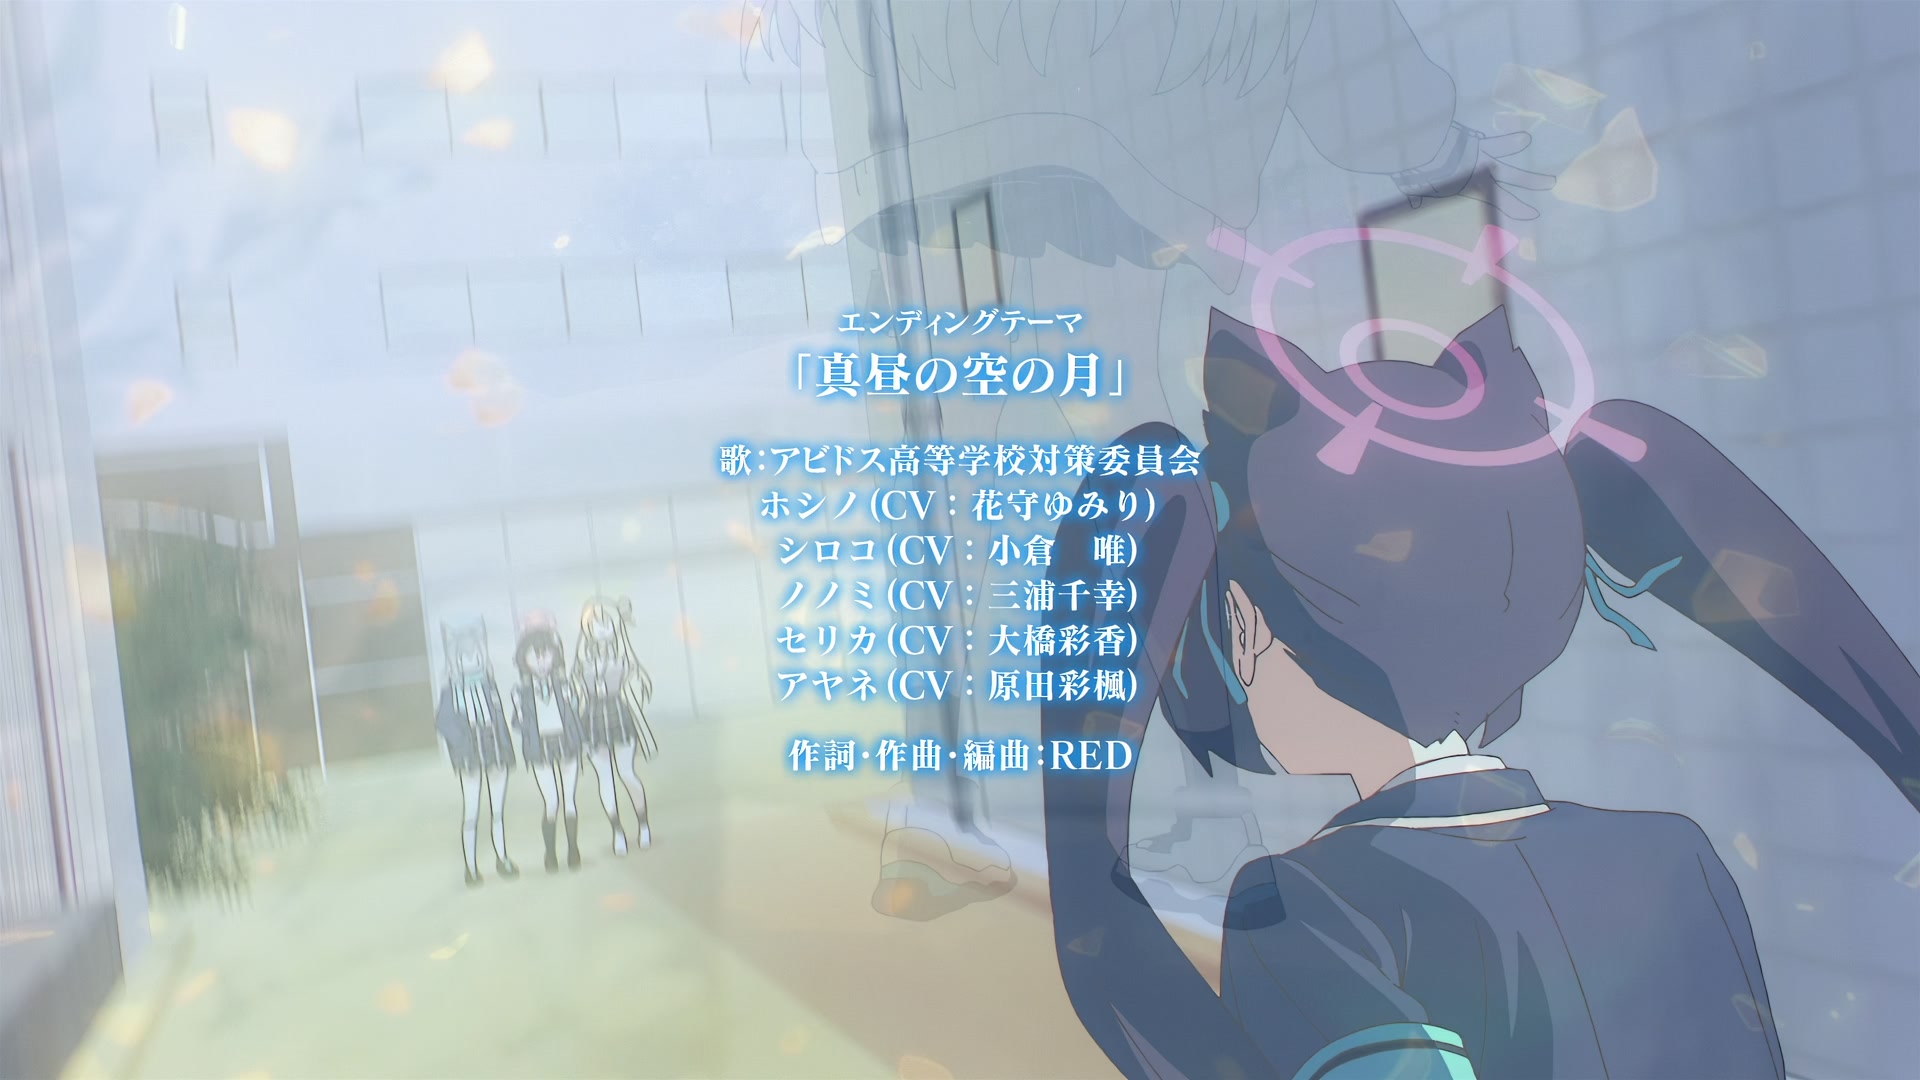 エンディングテーマ
「真昼の空の月」
歌：アビドス高等学校対策委員会
ホシノ(CV：花守ゆみり)
シロコ(CV：小倉　唯)
ノノミ(CV：三浦千幸)
セリカ(CV：大橋彩香)
アヤネ(CV：原田彩楓)
作詞・作曲・編曲：RED